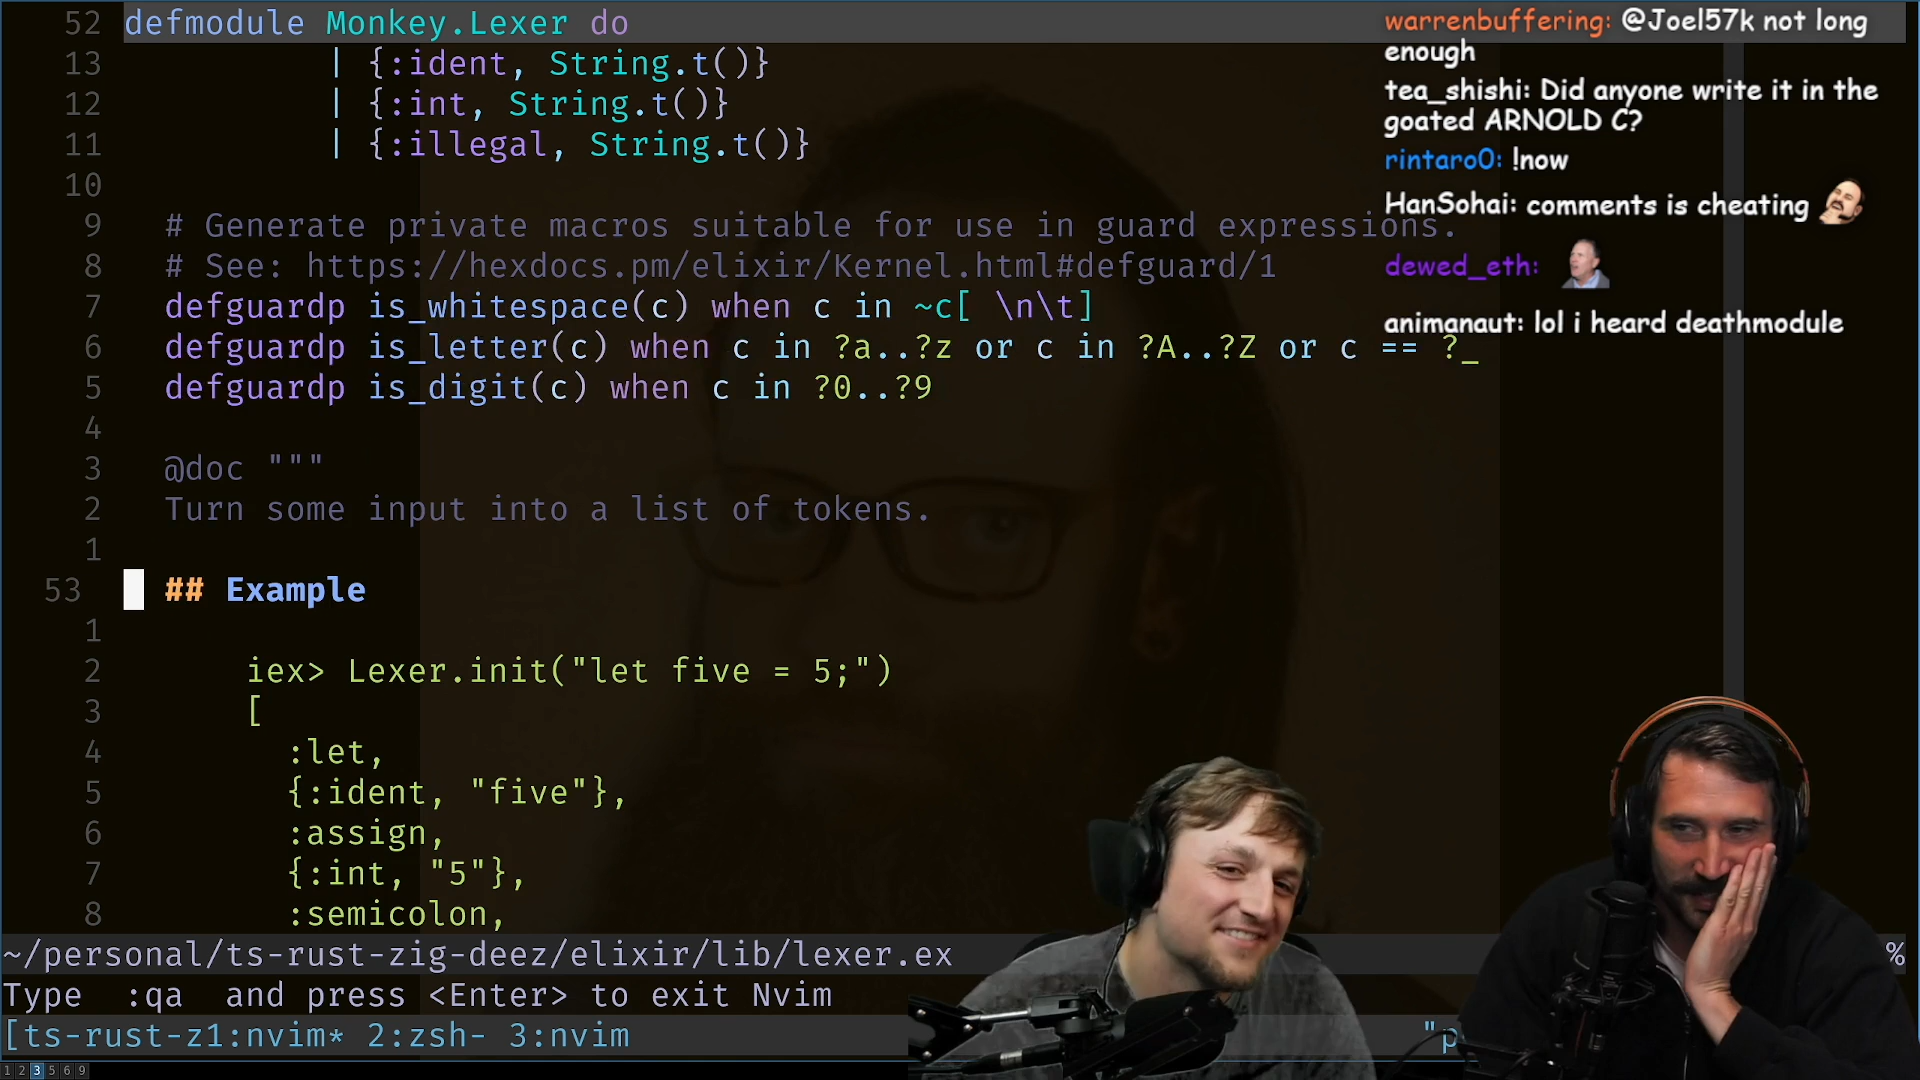 52 defmodule Monkey.Lexer do
13 | {:ident, String.t()}
12 | {:int, String.t()}
11 | {:illegal, String.t()}
10
9 # Generate private macros suitable for use in guard expressions.
8 # See: https://hexdocs.pm/elixir/Kernel.html#defguard/1
7 defguardp is_whitespace(c) when c in ~c[ \n\t]
6 defguardp is_letter(c) when c in ?a..?z or c in ?A..?Z or c == ?_
5 defguardp is_digit(c) when c in ?0..?9
4
3 @doc """
2 Turn some input into a list of tokens.
1
53 ## Example
1
2 iex> Lexer.init("let five = 5;")
3 [
4 :let,
5 {:ident, "five"},
6 :assign,
7 {:int, "5"},
8 :semicolon,
~/personal/ts-rust-zig-deez/elixir/lib/lexer.ex %
Type :qa and press <Enter> to exit Nvim
[ts-rust-z1:nvim* 2:zsh- 3:nvim "p
1 2 3 5 6 9
warrenbuffering: @Joel57k not long
enough
tea_shishi: Did anyone write it in the
goated ARNOLD C?
rintaro0: !now
HanSohai: comments is cheating
dewed_eth:
animanaut: lol i heard deathmodule